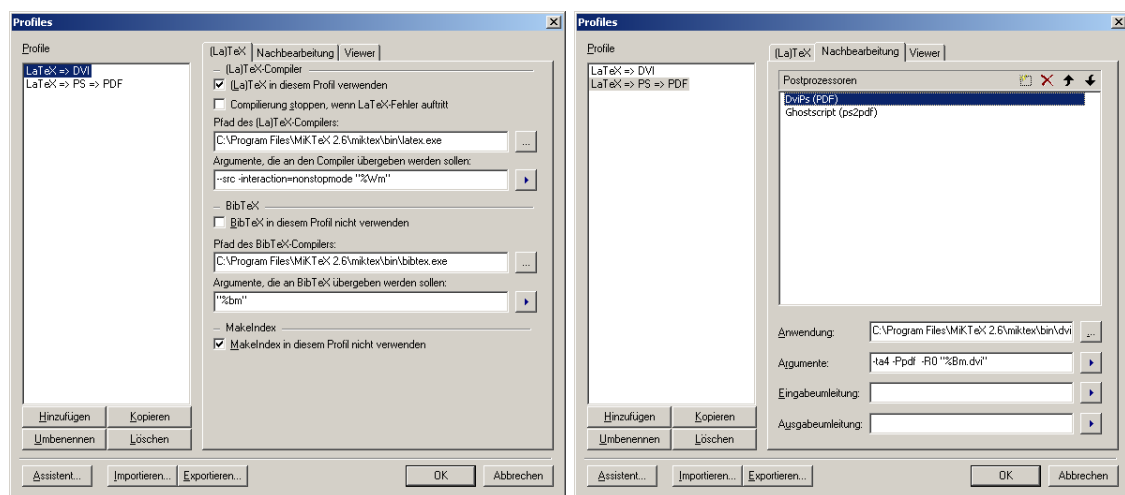 Profiles
Profile
LaTeX => DVI
LaTeX => PS => PDF
(La)TeX
Nachbearbeitung
Viewer
(La)TeX-Compiler
(La)TeX in diesem Profil verwenden
Compilierung stoppen, wenn LaTeX-Fehler auftritt
Pfad des (La)TeX-Compilers:
C:\Program Files\MiKTeX 2.6\miktex\bin\latex.exe
...
Argumente, die an den Compiler übergeben werden sollen:
--src -interaction=nonstopmode "%Wm"
BibTeX
BibTeX in diesem Profil nicht verwenden
Pfad des BibTeX-Compilers:
C:\Program Files\MiKTeX 2.6\miktex\bin\bibtex.exe
...
Argumente, die an BibTeX übergeben werden sollen:
"%bm"
MakeIndex
MakeIndex in diesem Profil nicht verwenden
Hinzufügen
Kopieren
Umbenennen
Löschen
Assistent...
Importieren...
Exportieren...
OK
Abbrechen
Profiles
Profile
LaTeX => DVI
LaTeX => PS => PDF
(La)TeX
Nachbearbeitung
Viewer
Postprozessoren
DviPs (PDF)
Ghostscript (ps2pdf)
Anwendung:
C:\Program Files\MiKTeX 2.6\miktex\bin\dvi
...
Argumente:
-ta4 -Ppdf -R0 "%Bm.dvi"
Eingabeumleitung:
Ausgabeumleitung:
Hinzufügen
Kopieren
Umbenennen
Löschen
Assistent...
Importieren...
Exportieren...
OK
Abbrechen